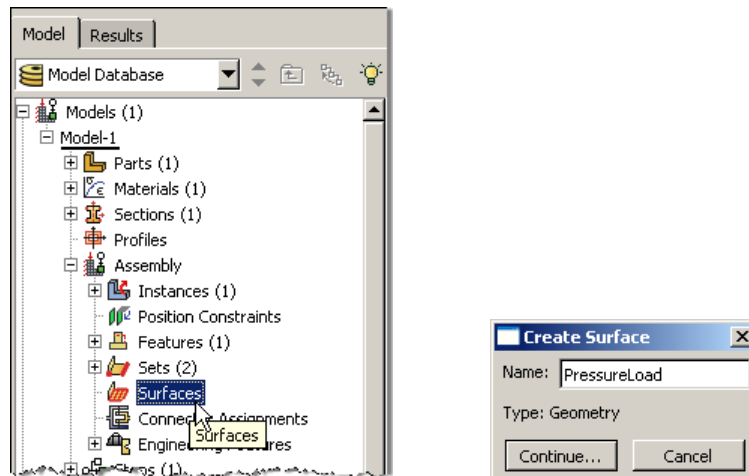 Model Results
Model Database
Models (1)
Model-1
Parts (1)
Materials (1)
Sections (1)
Profiles
Assembly
Instances (1)
Position Constraints
Features (1)
Sets (2)
Surfaces
Assignments
Surfaces
(1)
Create Surface
Name: PressureLoad
Type: Geometry
Continue... Cancel